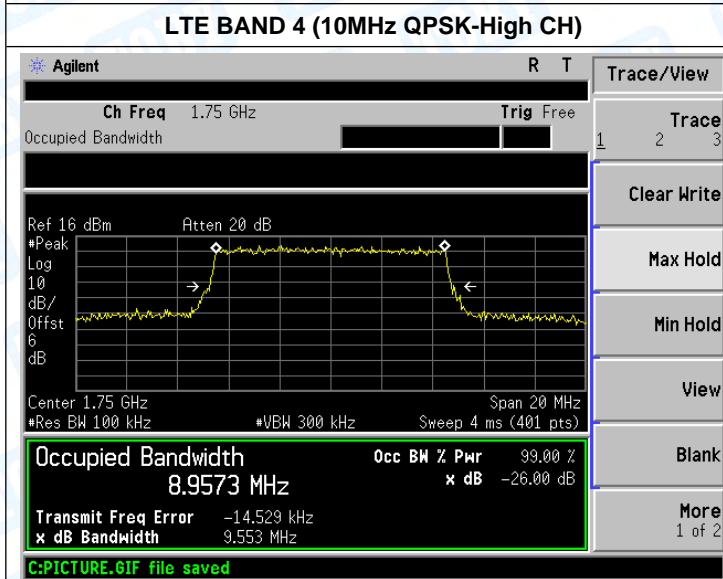 LTE BAND 4 (10MHz QPSK-High CH)
Agilent R T
Ch Freq 1.75 GHz Trig Free
Occupied Bandwidth
Ref 16 dBm Atten 20 dB
#Peak
Log
10
dB/
Offst
6
dB
Center 1.75 GHz Span 20 MHz
#Res BW 100 kHz #VBW 300 kHz Sweep 4 ms (401 pts)
Occupied Bandwidth Occ BW % Pwr 99.00 %
8.9573 MHz x dB -26.00 dB
Transmit Freq Error -14.529 kHz
x dB Bandwidth 9.553 MHz
C:PICTURE.GIF file saved
Trace/View
Trace
1 2 3
Clear Write
Max Hold
Min Hold
View
Blank
More
1 of 2